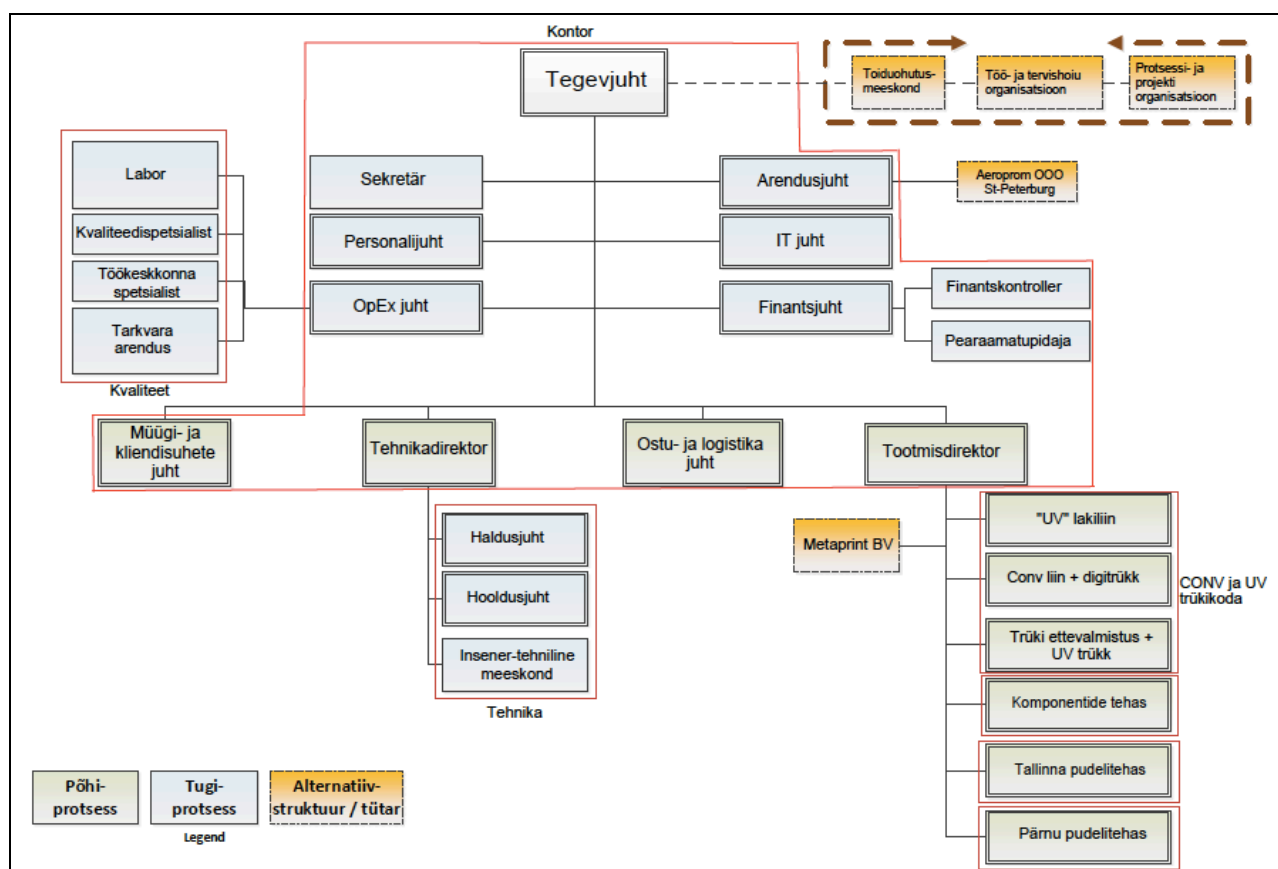 Kontor
Tegevjuht
Toiduohutus-
meeskond
Töö- ja tervishoiu
organisatsioon
Protsessi- ja
projekti
organisatsioon
Labor
Kvaliteedispetsialist
Töökeskkonna
spetsialist
Tarkvara
arendus
Kvaliteet
Sekretär
Personalijuht
OpEx juht
Arendusjuht
IT juht
Finantsjuht
Aeroprom OOO
St-Peterburg
Finantskontroller
Pearaamatupidaja
Müügi- ja
kliendisuhete
juht
Tehnikadirektor
Ostu- ja logistika
juht
Tootmisdirektor
Haldusjuht
Hooldusjuht
Insener-tehniline
meeskond
Tehnika
Metaprint BV
"UV" lakiliin
Conv liin + digitrükk
Trüki ettevalmistus +
UV trükk
CONV ja UV
trükikoda
Komponentide tehas
Tallinna pudelitehas
Pärnu pudelitehas
Põhi-
protsess
Tugi-
protsess
Alternatiiv-
struktuur / tütar
Legend